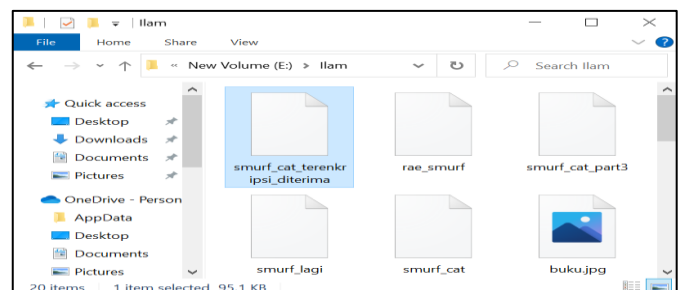 Ilam
File Home Share View
« New Volume (E:) > Ilam
Search Ilam
Quick access
Desktop
Downloads
Documents
Pictures
OneDrive - Person
AppData
Desktop
Documents
Pictures
smurf_cat_terenkr
ipsi_diterima
rae_smurf
smurf_cat_part3
smurf_lagi
smurf_cat
buku.jpg
20 items 1 item selected 95.1 KB